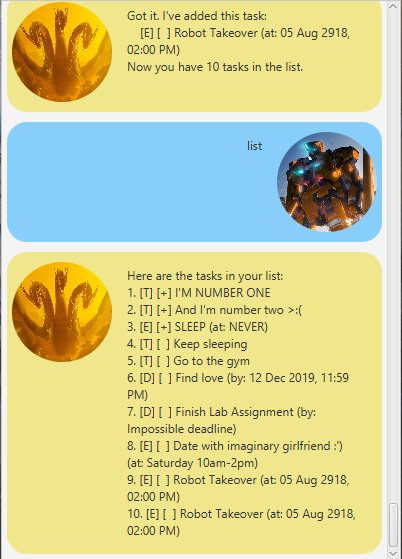 Got it. I've added this task:
[E] [ ] Robot Takeover (at: 05 Aug 2918,
02:00 PM)
Now you have 10 tasks in the list.
list
Here are the tasks in your list:
1. [T] [+] I'M NUMBER ONE
2. [T] [+] And I'm number two >:(
3. [E] [+] SLEEP (at: NEVER)
4. [T] [ ] Keep sleeping
5. [T] [ ] Go to the gym
6. [D] [ ] Find love (by: 12 Dec 2019, 11:59
PM)
7. [D] [ ] Finish Lab Assignment (by:
Impossible deadline)
8. [E] [ ] Date with imaginary girlfriend :')
(at: Saturday 10am-2pm)
9. [E] [ ] Robot Takeover (at: 05 Aug 2918,
02:00 PM)
10. [E] [ ] Robot Takeover (at: 05 Aug 2918,
02:00 PM)